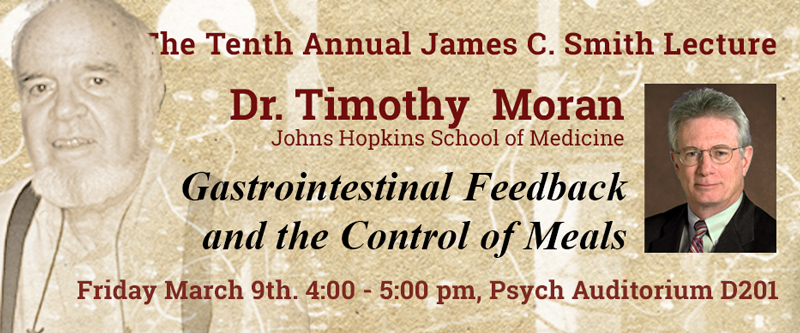 The Tenth Annual James C. Smith Lecture
Dr. Timothy Moran
Johns Hopkins School of Medicine
Gastrointestinal Feedback
and the Control of Meals
Friday March 9th. 4:00 - 5:00 pm, Psych Auditorium D201